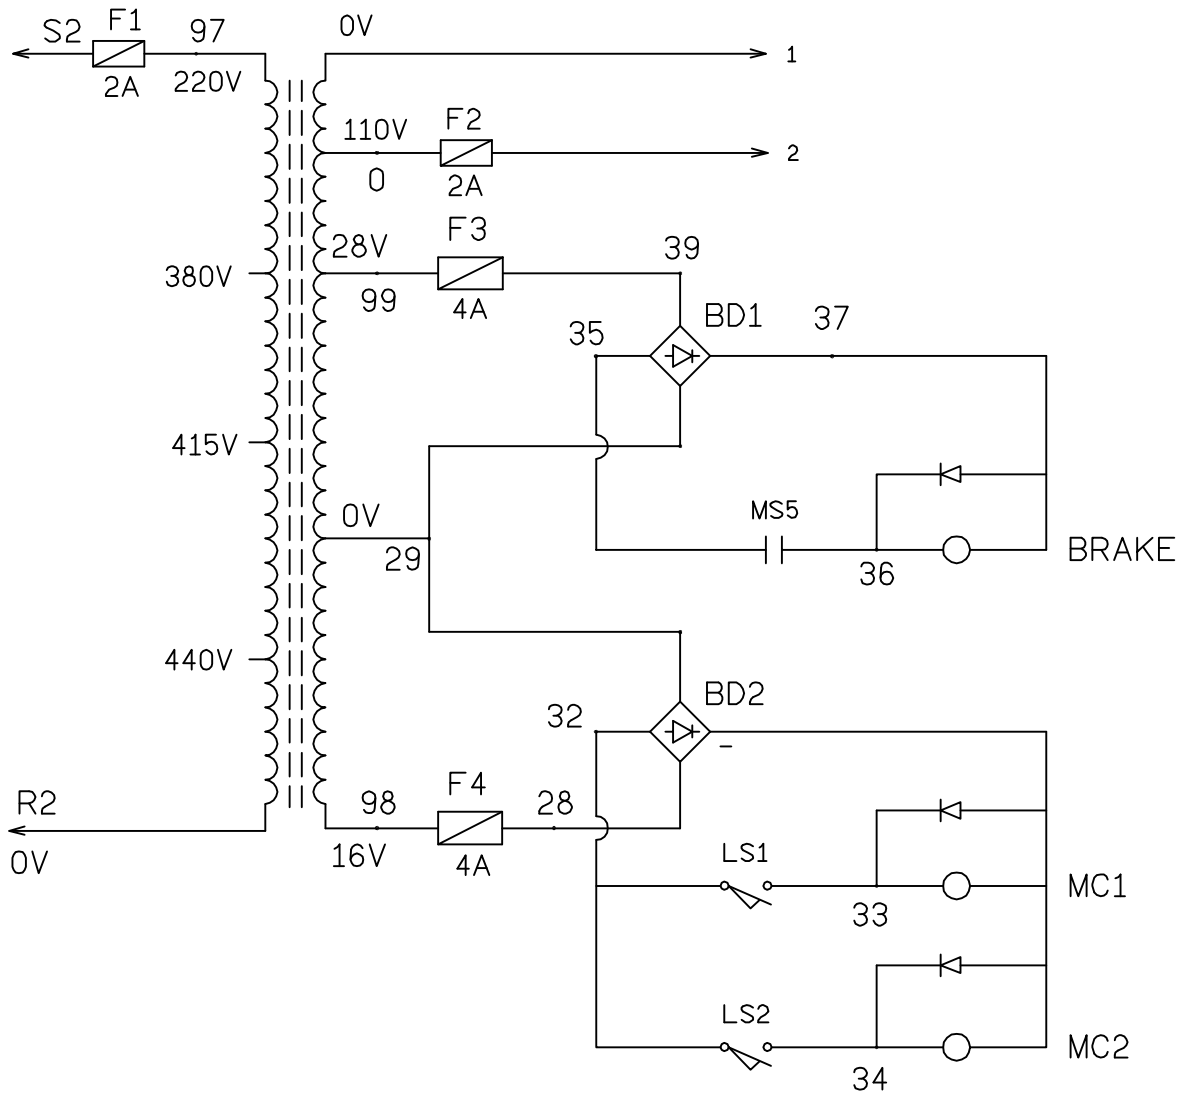 S2 F1 97 0V
1
2A 220V
110V F2
2
0 2A
28V F3 39
380V 99 4A
BD1 37
35
415V
0V MS5
29 BRAKE
36
440V
BD2
32
-
R2 98 F4 28
0V 16V 4A LS1
MC1
33
LS2
MC2
34